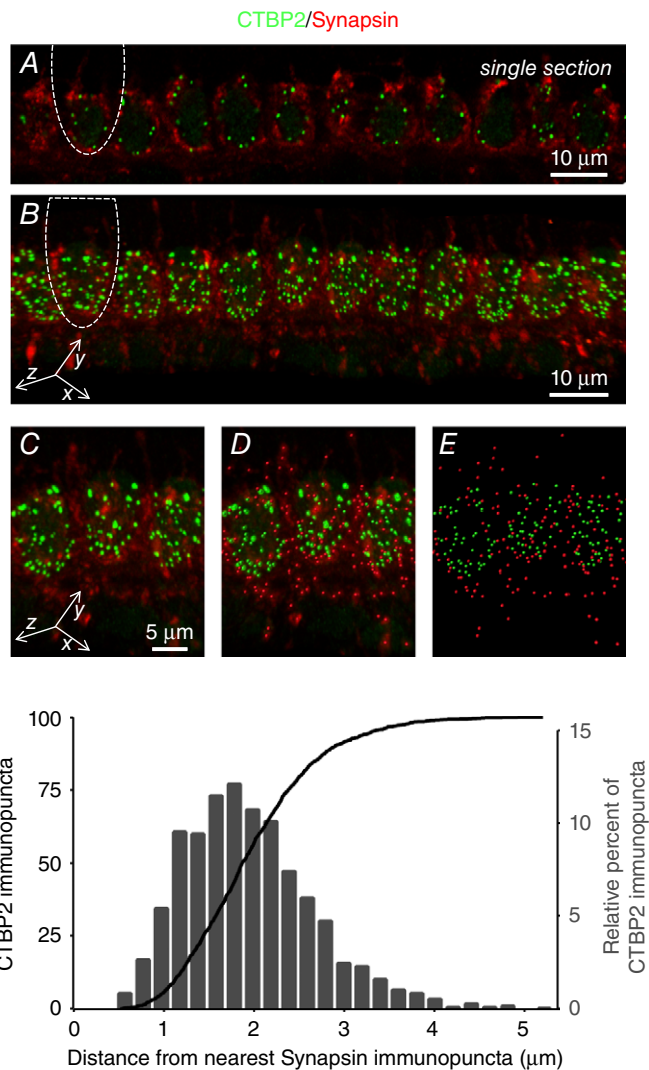 CTBP2/Synapsin
A
single section
10 μm
B
z
y
x
10 μm
C
D
E
z
y
x
5 μm
100
75
50
25
0
CTBP2 immunopuncta
15
10
5
0
Relative percent of
CTBP2 immunopuncta
0
1
2
3
4
5
Distance from nearest Synapsin immunopuncta (μm)